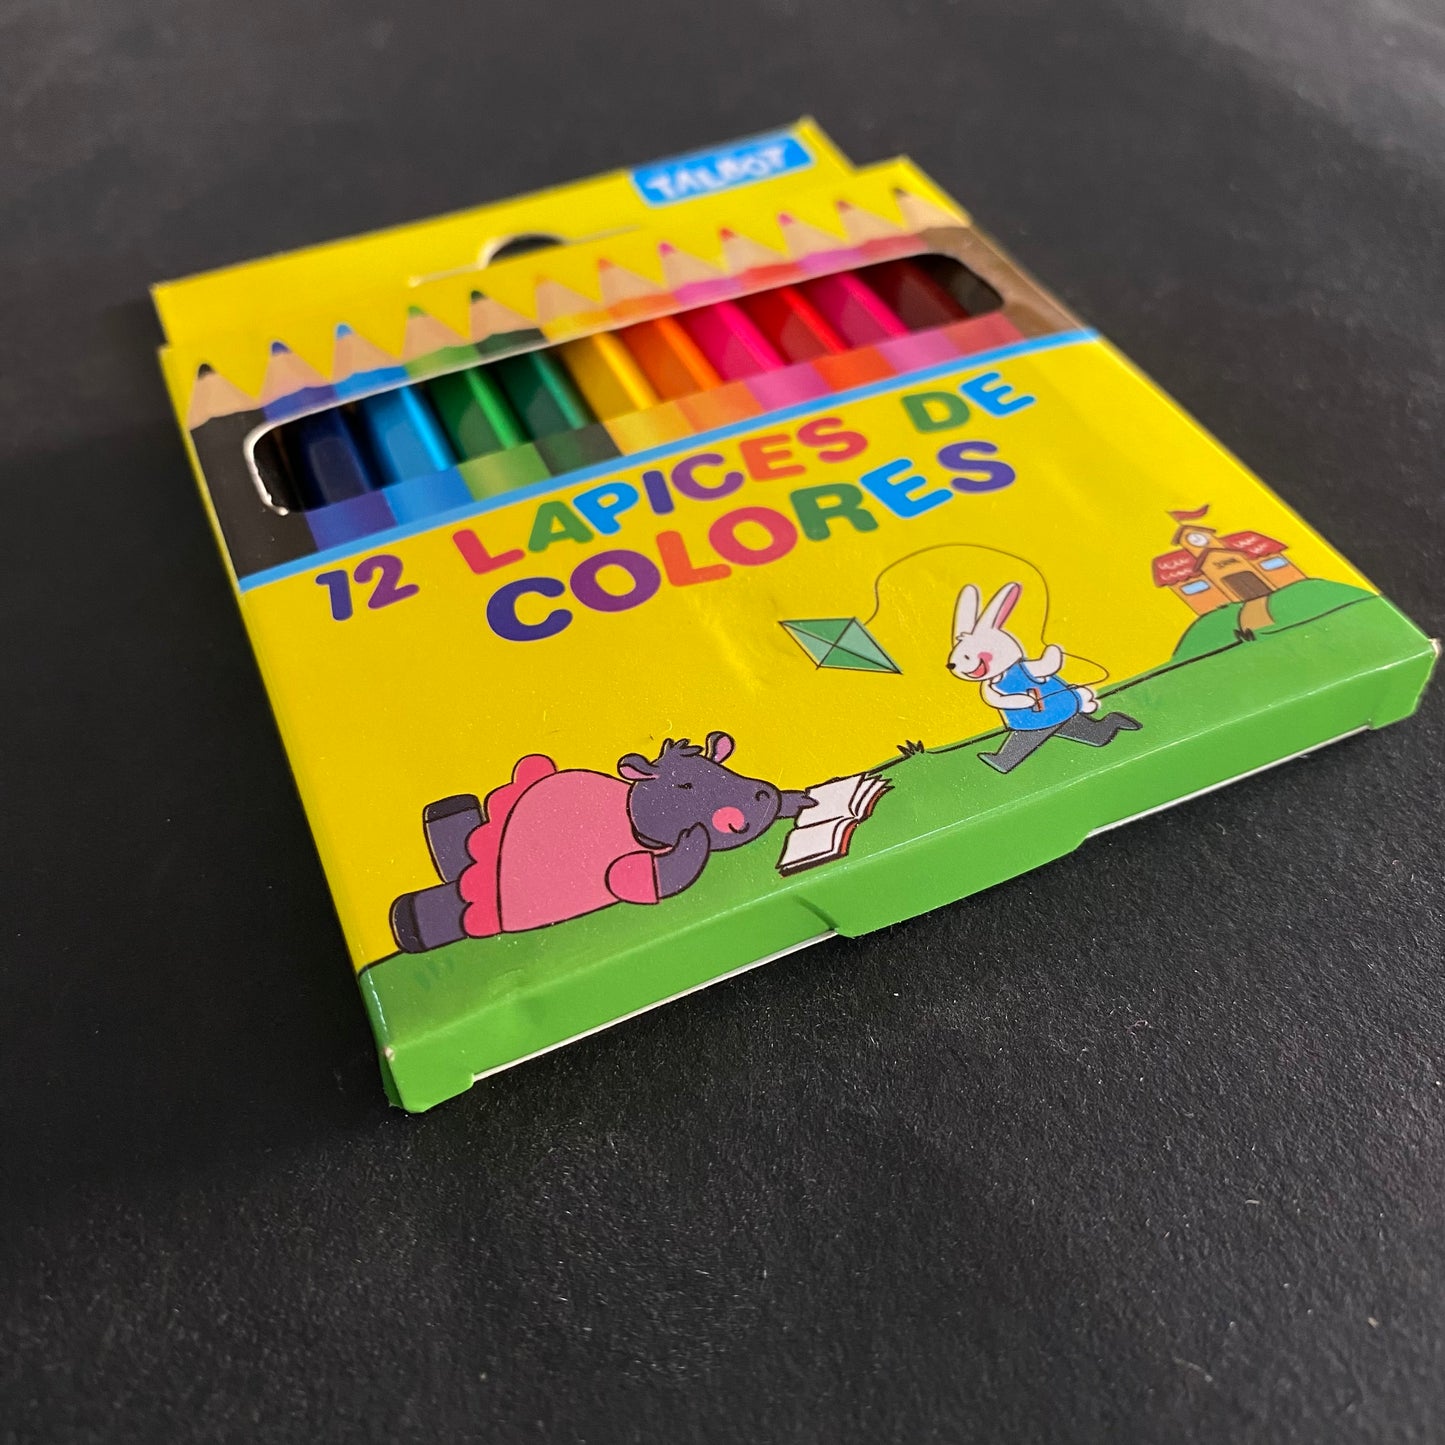 TALBOT
12 LAPICES DE
COLORES